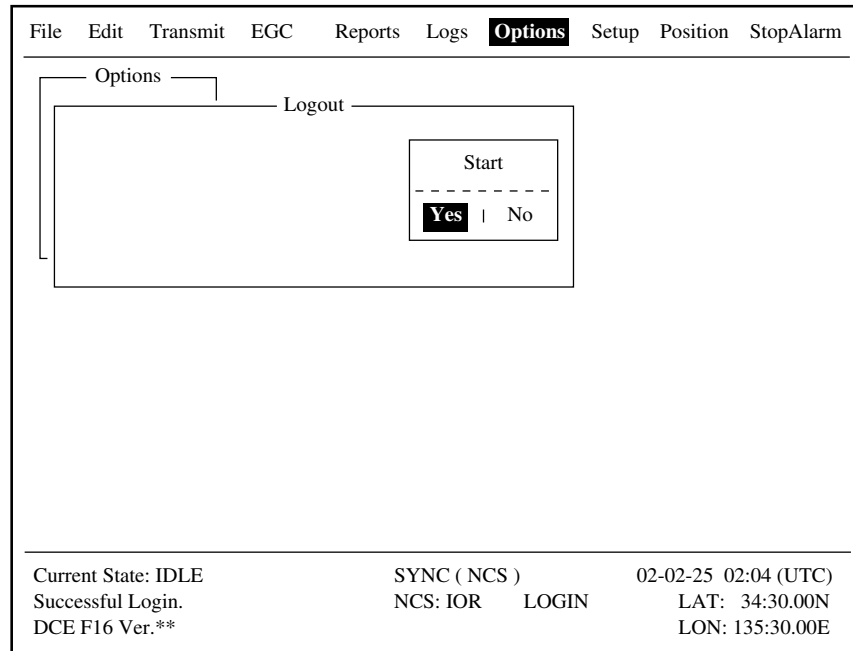 File Edit Transmit EGC Reports Logs Options Setup Position StopAlarm
Options
Logout
Start
Yes | No
Current State: IDLE SYNC ( NCS ) 02-02-25 02:04 (UTC)
Successful Login. NCS: IOR LOGIN LAT: 34:30.00N
DCE F16 Ver.** LON: 135:30.00E